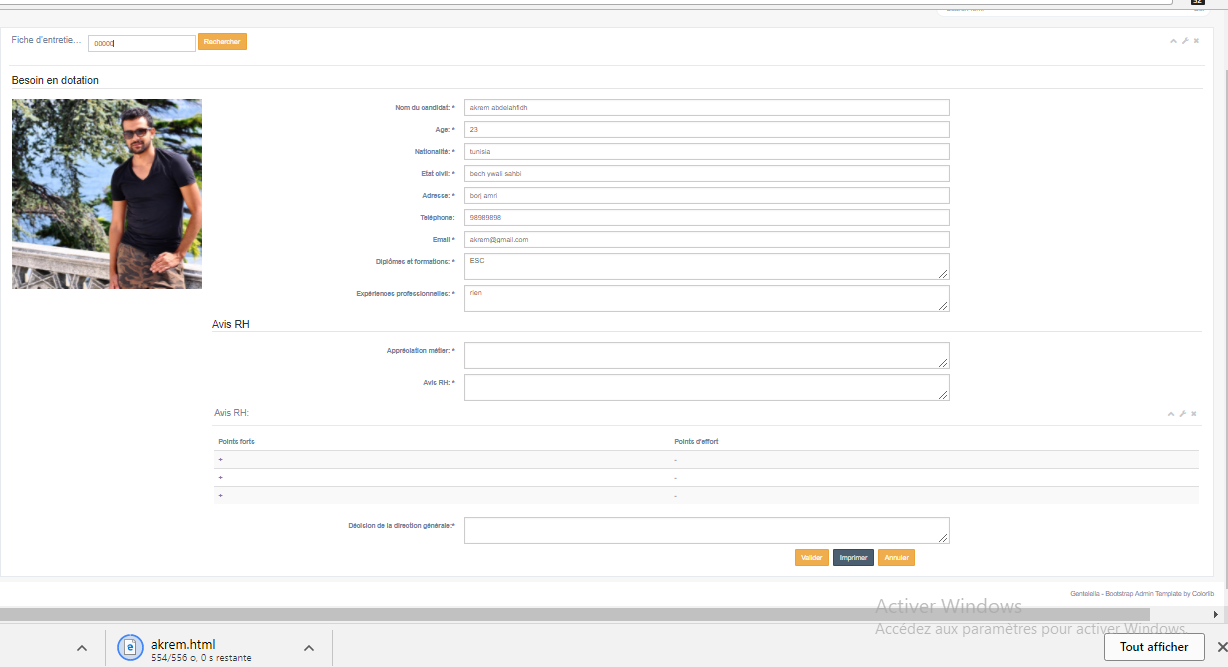 Fiche d'entretie... 00000 Rechercher
Besoin en dotation
Nom du candidat: * akrem abdelahfidh
Age: * 23
Nationalité: * tunisia
Etat civil: * bech ywali sahbi
Adresse: * borj amri
Teléphone: 98989898
Email * akrem@gmail.com
Diplômes et formations: * ESC
Expériences professionnelles: * rien
Avis RH
Appréciation métier: *
Avis RH: *
Avis RH:
Points forts Points d'effort
+ -
+ -
+ -
Décision de la direction générale:*
Valider Imprimer Annuler
Gentelella - Bootstrap Admin Template by Colorlib
Activer Windows
Accédez aux paramètres pour activer Windows.
akrem.html
554/556 o, 0 s restante
Tout afficher